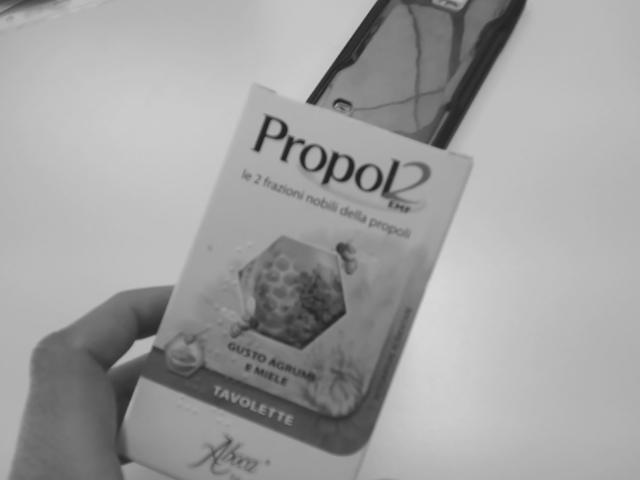 Propol2
EMF
le 2 frazioni nobili della propoli
GUSTO AGRUMI
E MIELE
TAVOLETTE
Aboca